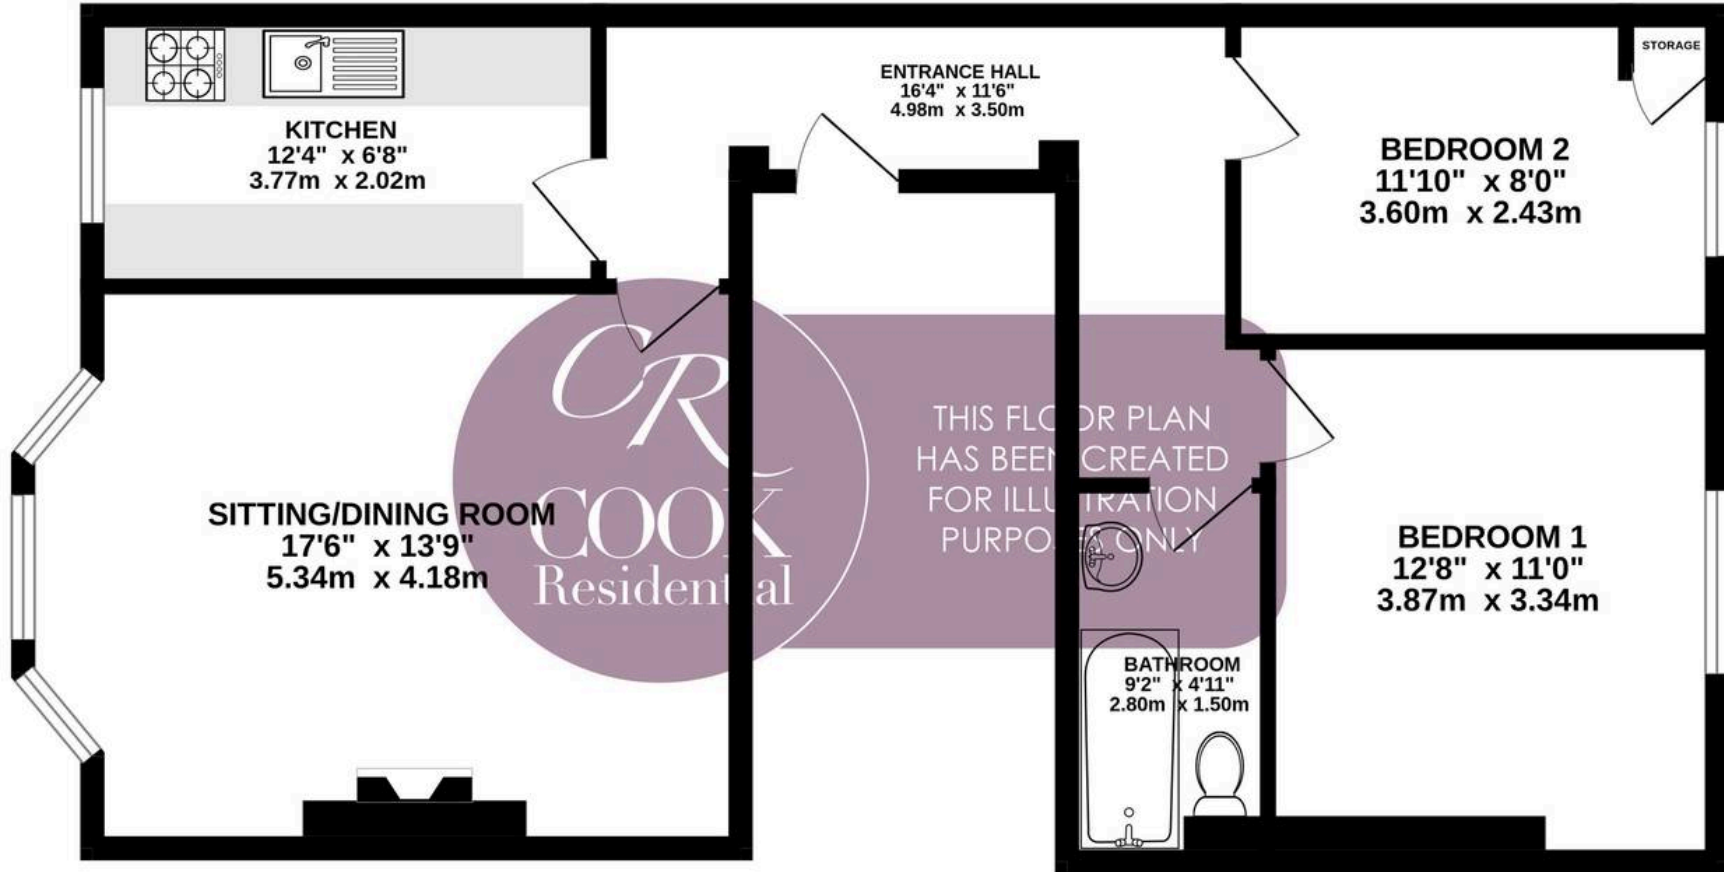 STORAGE
ENTRANCE HALL
16'4" x 11'6"
4.98m x 3.50m
KITCHEN
12'4" x 6'8"
3.77m x 2.02m
BEDROOM 2
11'10" x 8'0"
3.60m x 2.43m
CR
COOK
Residential
THIS FLOOR PLAN
HAS BEEN CREATED
FOR ILLUSTRATION
PURPOSES ONLY
SITTING/DINING ROOM
17'6" x 13'9"
5.34m x 4.18m
BEDROOM 1
12'8" x 11'0"
3.87m x 3.34m
BATHROOM
9'2" x 4'11"
2.80m x 1.50m